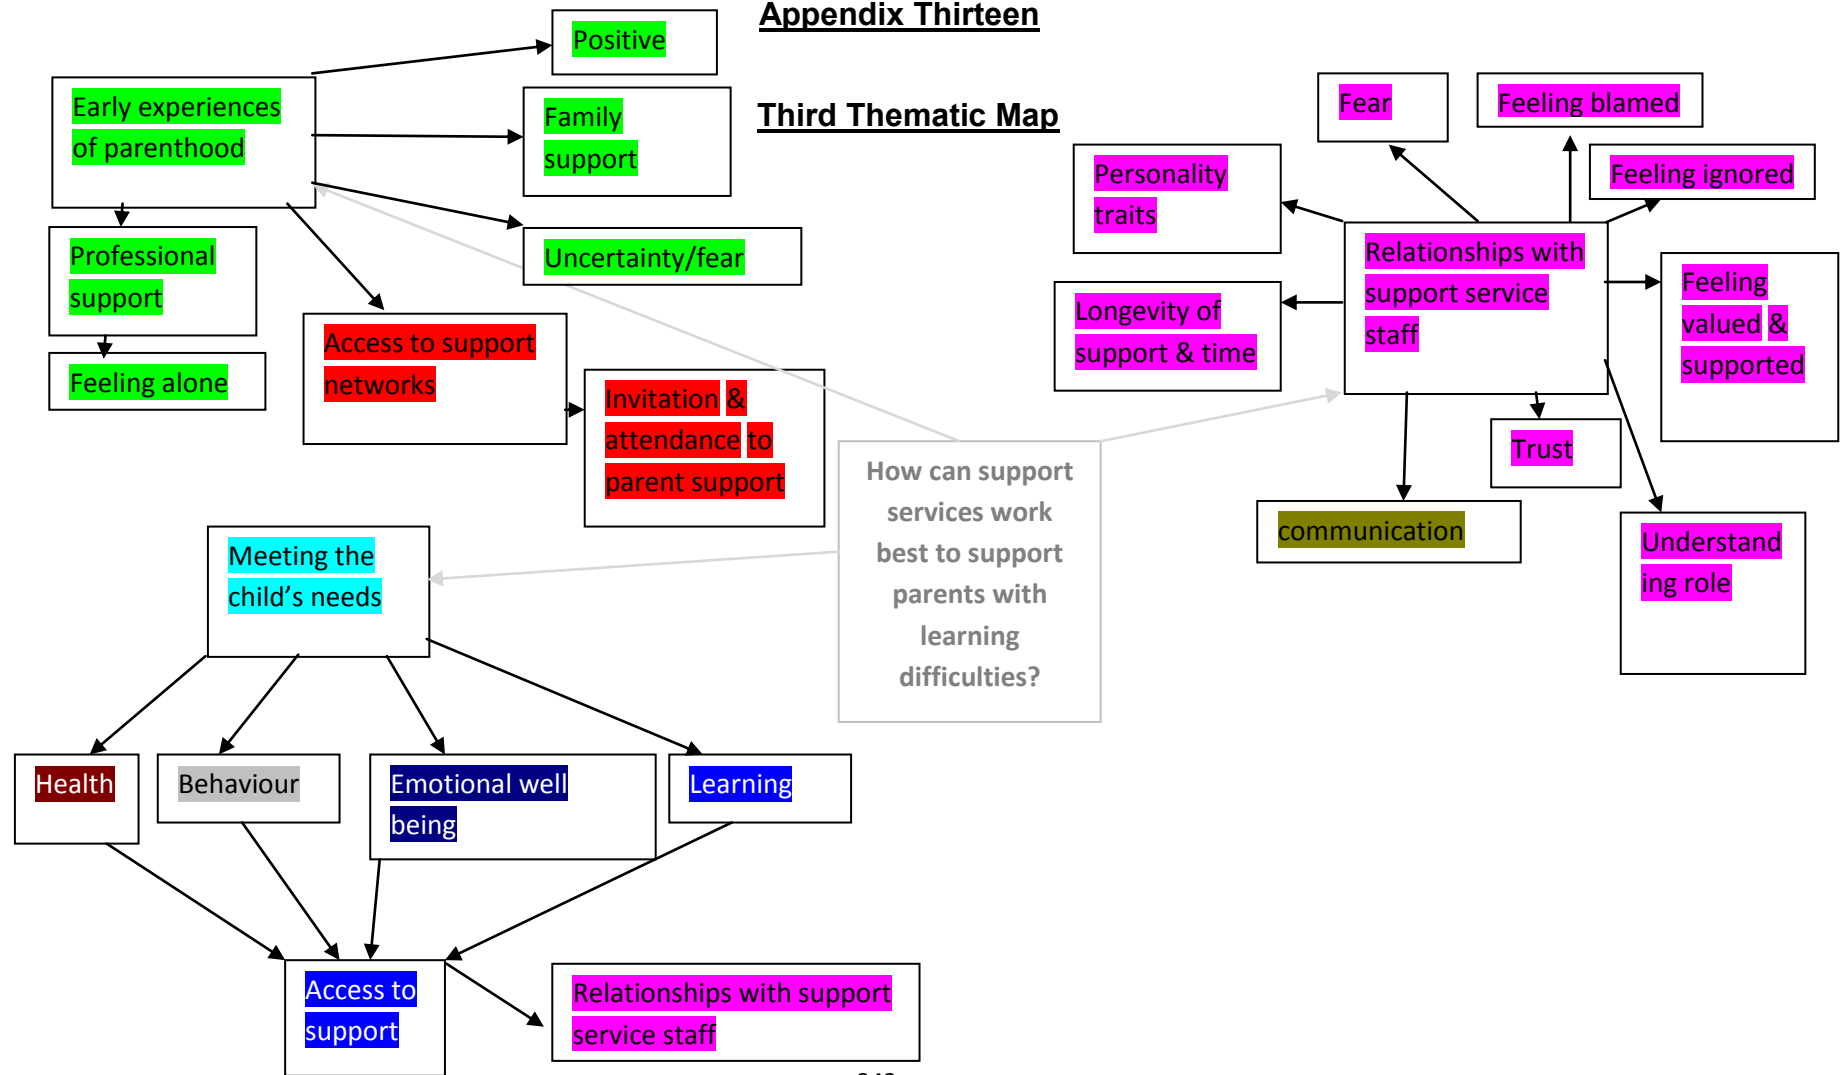 Appendix Thirteen
Third Thematic Map
Positive
Early experiences
of parenthood
Family
support
Uncertainty/fear
Professional
support
Feeling alone
Access to support
networks
Invitation &
attendance to
parent support
Fear
Feeling blamed
Feeling ignored
Personality
traits
Relationships with
support service
staff
Longevity of
support & time
Feeling
valued &
supported
Trust
communication
Understand
ing role
How can support
services work
best to support
parents with
learning
difficulties?
Meeting the
child’s needs
Health
Behaviour
Emotional well
being
Learning
Access to
support
Relationships with support
service staff